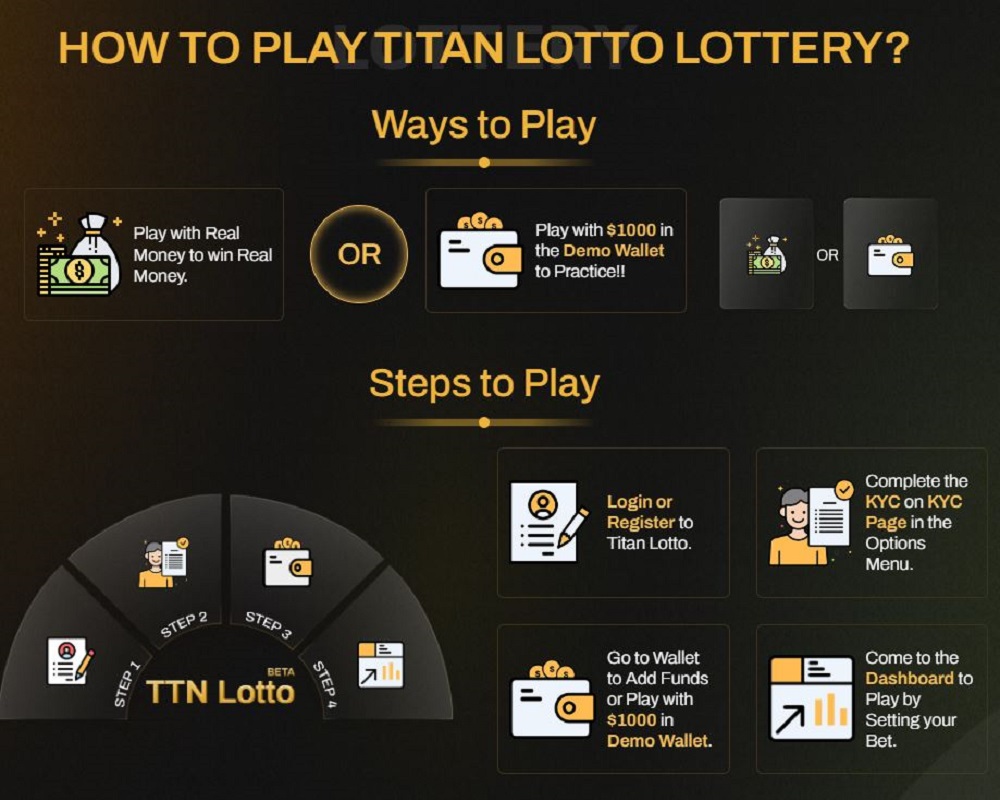 LOTTERY
HOW TO PLAY TITAN LOTTO LOTTERY?
Ways to Play
Play with Real
Money to win Real
Money.
OR
Play with $1000 in
the Demo Wallet
to Practice!!
OR
Steps to Play
STEP 1
STEP 2
STEP 3
STEP 4
BETA
TTN Lotto
Login or
Register to
Titan Lotto.
Complete the
KYC on KYC
Page in the
Options
Menu.
Go to Wallet
to Add Funds
or Play with
$1000 in
Demo Wallet.
Come to the
Dashboard to
Play by
Setting your
Bet.